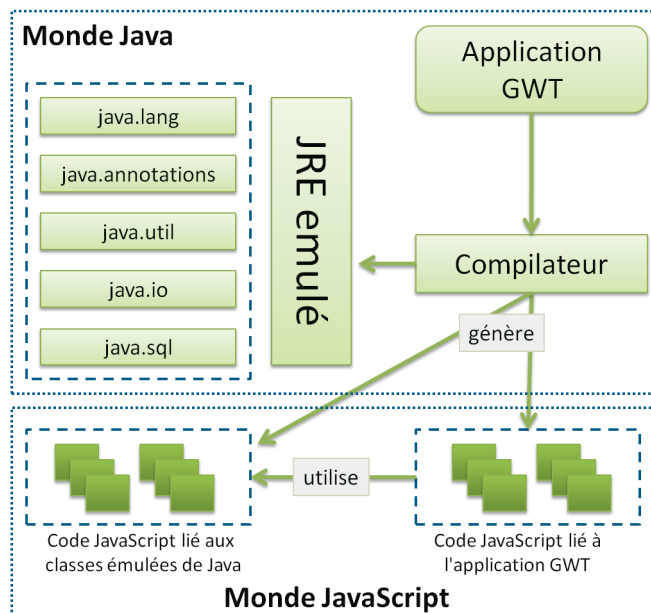 Monde Java
Application
GWT
java.lang
java.annotations
java.util
java.io
java.sql
JRE emulé
Compilateur
génère
utilise
Code JavaScript lié aux
classes émulées de Java
Code JavaScript lié à
l'application GWT
Monde JavaScript